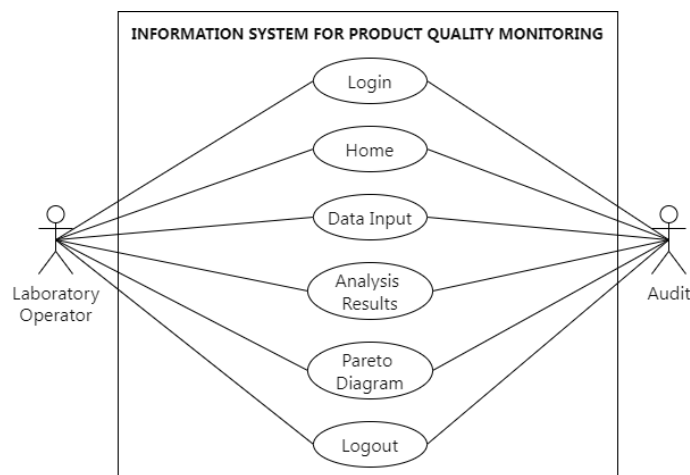 INFORMATION SYSTEM FOR PRODUCT QUALITY MONITORING
Login
Home
Data Input
Analysis
Results
Pareto
Diagram
Logout
Laboratory
Operator
Audit